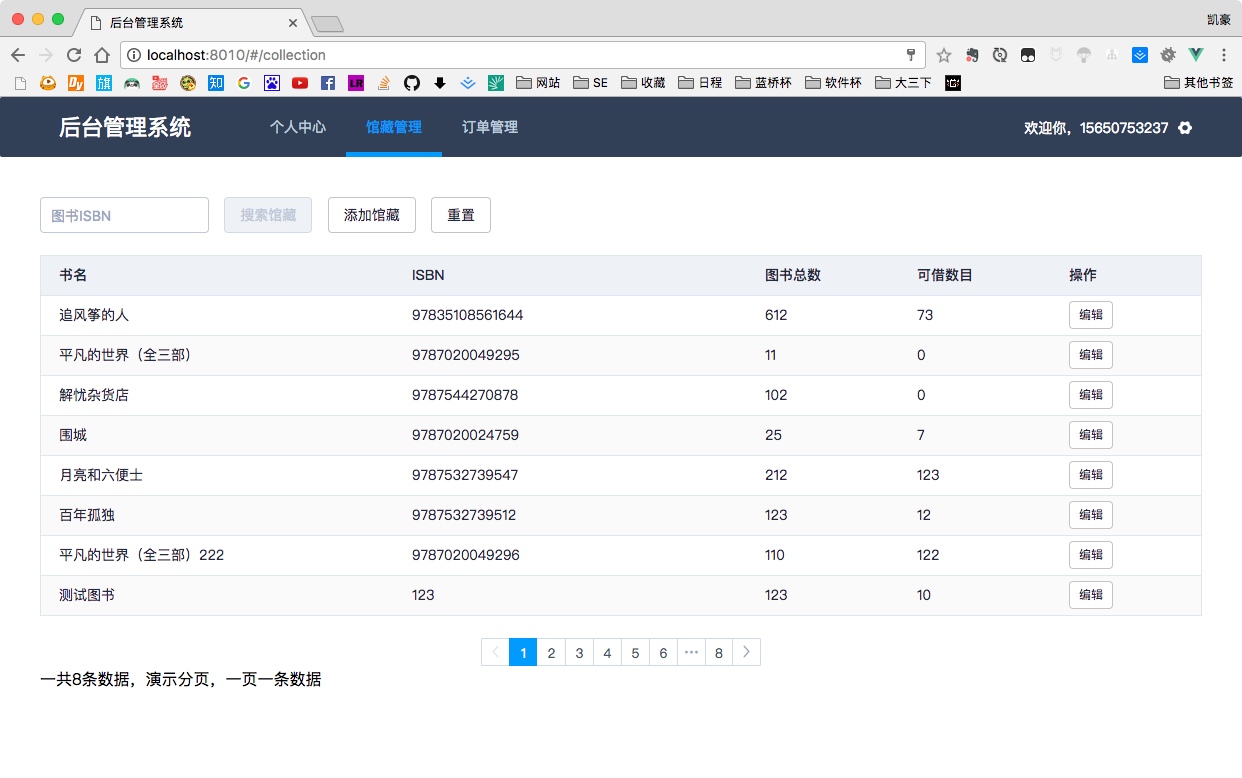 后台管理系统
凯豪
localhost:8010/#/collection
Dy 旗 知 G LR 网站 SE 收藏 日程 蓝桥杯 软件杯 大三下 其他书签
后台管理系统 个人中心 馆藏管理 订单管理 欢迎你，15650753237
图书ISBN 搜索馆藏 添加馆藏 重置
书名 ISBN 图书总数 可借数目 操作
追风筝的人 97835108561644 612 73 编辑
平凡的世界（全三部） 9787020049295 11 0 编辑
解忧杂货店 9787544270878 102 0 编辑
围城 9787020024759 25 7 编辑
月亮和六便士 9787532739547 212 123 编辑
百年孤独 9787532739512 123 12 编辑
平凡的世界（全三部）222 9787020049296 110 122 编辑
测试图书 123 123 10 编辑
1 2 3 4 5 6 ••• 8
一共8条数据，演示分页，一页一条数据